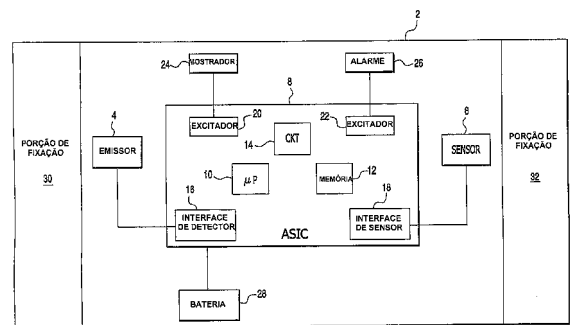 2
24
MOSTRADOR
ALARME
26
8
4
20
EXCITADOR
22
EXCITADOR
6
PORÇÃO DE
FIXAÇÃO
30
EMISSOR
14
CKT
SENSOR
PORÇÃO DE
FIXAÇÃO
32
10
μP
MEMÓRIA
12
16
INTERFACE
DE DETECTOR
18
INTERFACE
DE SENSOR
ASIC
BATERIA
28